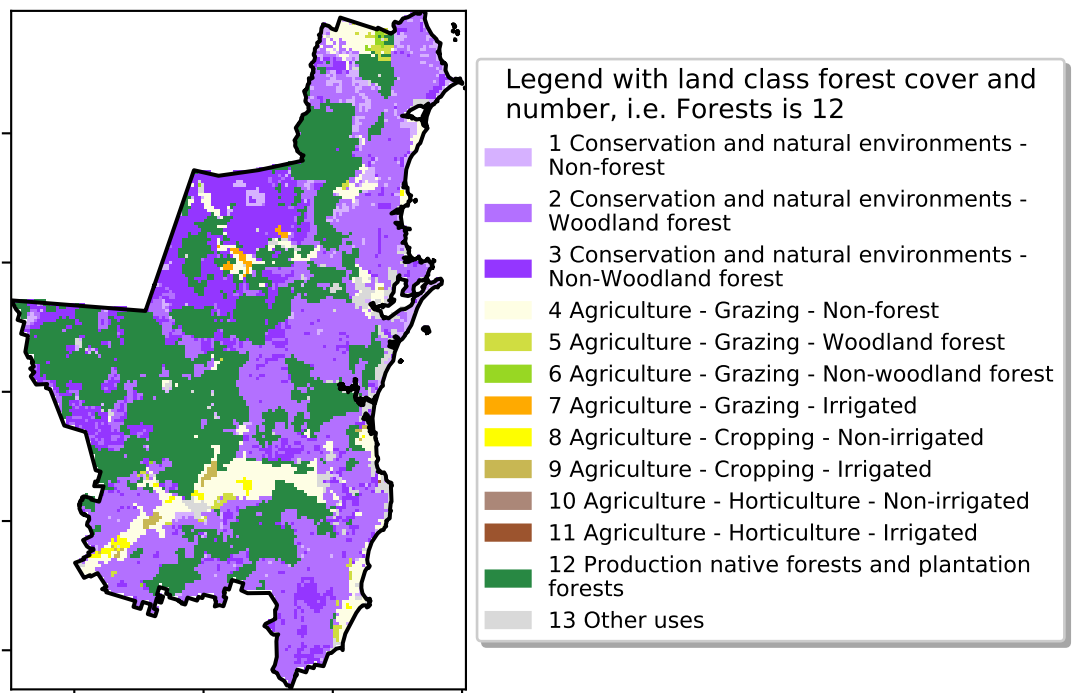 Legend with land class forest cover and
number, i.e. Forests is 12
1 Conservation and natural environments -
Non-forest
2 Conservation and natural environments -
Woodland forest
3 Conservation and natural environments -
Non-Woodland forest
4 Agriculture - Grazing - Non-forest
5 Agriculture - Grazing - Woodland forest
6 Agriculture - Grazing - Non-woodland forest
7 Agriculture - Grazing - Irrigated
8 Agriculture - Cropping - Non-irrigated
9 Agriculture - Cropping - Irrigated
10 Agriculture - Horticulture - Non-irrigated
11 Agriculture - Horticulture - Irrigated
12 Production native forests and plantation
forests
13 Other uses